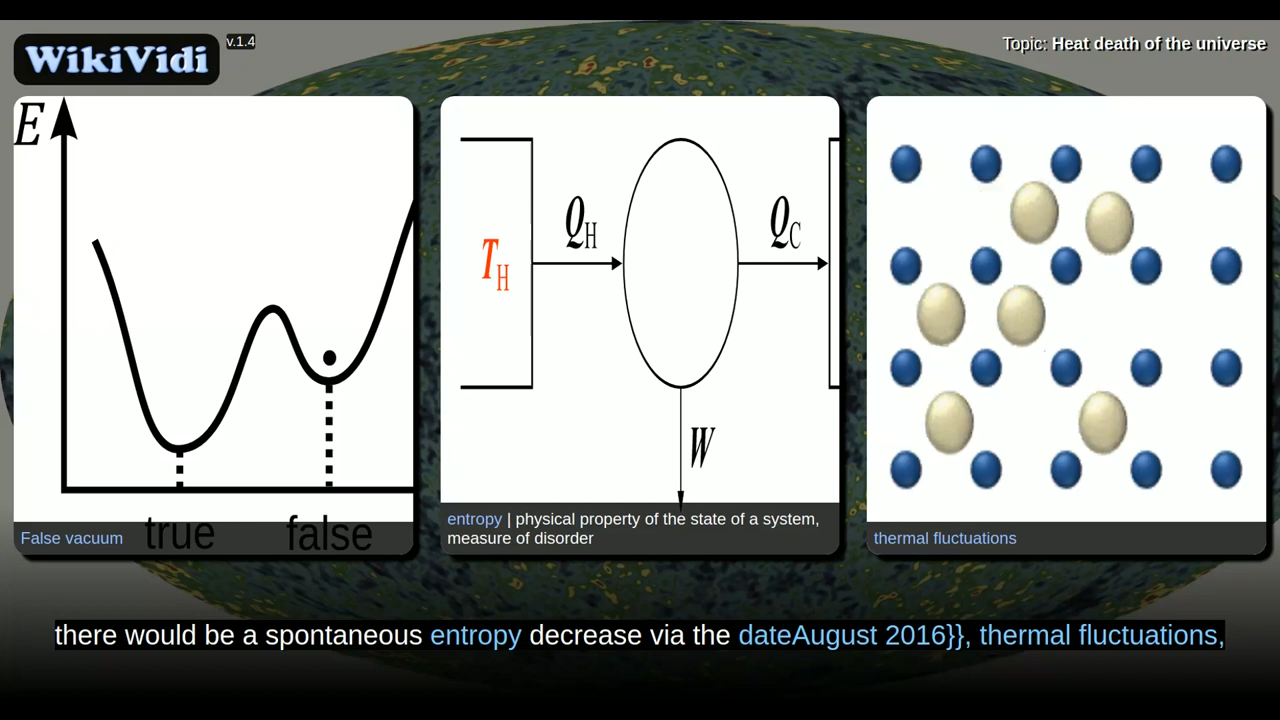 WikiVidi
v.1.4
Topic: Heat death of the universe
E
true
false
False vacuum
T_H
Q_H
Q_C
W
entropy | physical property of the state of a system,
measure of disorder
thermal fluctuations
there would be a spontaneous entropy decrease via the dateAugust 2016}}, thermal fluctuations,